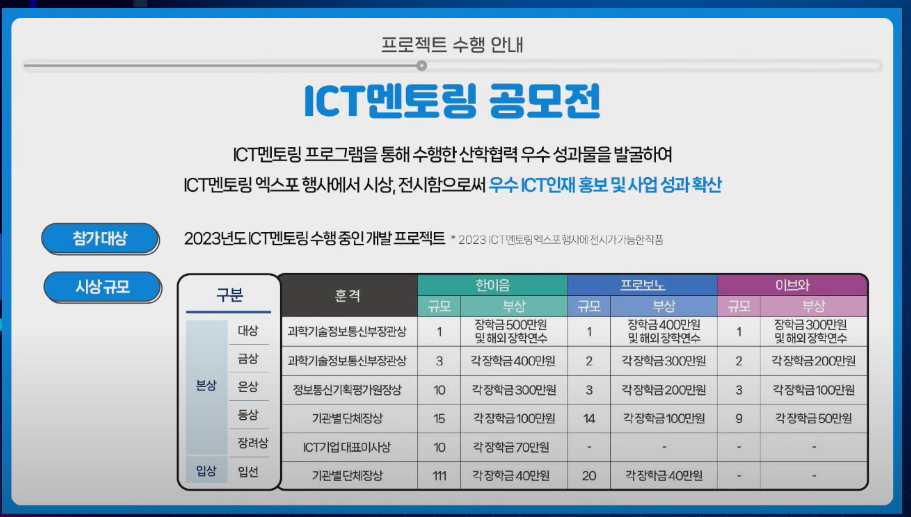 프로젝트 수행 안내
ICT멘토링 공모전
ICT멘토링 프로그램을 통해 수행한 산학협력 우수 성과물을 발굴하여
ICT멘토링 엑스포 행사에서 시상, 전시함으로써 우수 ICT인재 홍보 및 사업 성과 확산
참가 대상 2023년도 ICT멘토링 수행 중인 개발 프로젝트 * 2023 ICT멘토링엑스포 행사에 전시가 가능한 작품
시상 규모
구분 훈격 한이음 프로보노 이브와
규모 부상 규모 부상 규모 부상
본상 대상 과학기술정보통신부장관상 1 장학금 500만원 및 해외 장학연수 1 장학금 400만원 및 해외 장학연수 1 장학금 300만원 및 해외 장학연수
금상 과학기술정보통신부장관상 3 각 장학금 400만원 2 각 장학금 300만원 2 각 장학금 200만원
은상 정보통신기획평가원장상 10 각 장학금 300만원 3 각 장학금 200만원 3 각 장학금 100만원
동상 기관별 단체장상 15 각 장학금 100만원 14 각 장학금 100만원 9 각 장학금 50만원
장려상 ICT기업 대표이사상 10 각 장학금 70만원 - - - -
입상 입선 기관별 단체장상 111 각 장학금 40만원 20 각 장학금 40만원 - -